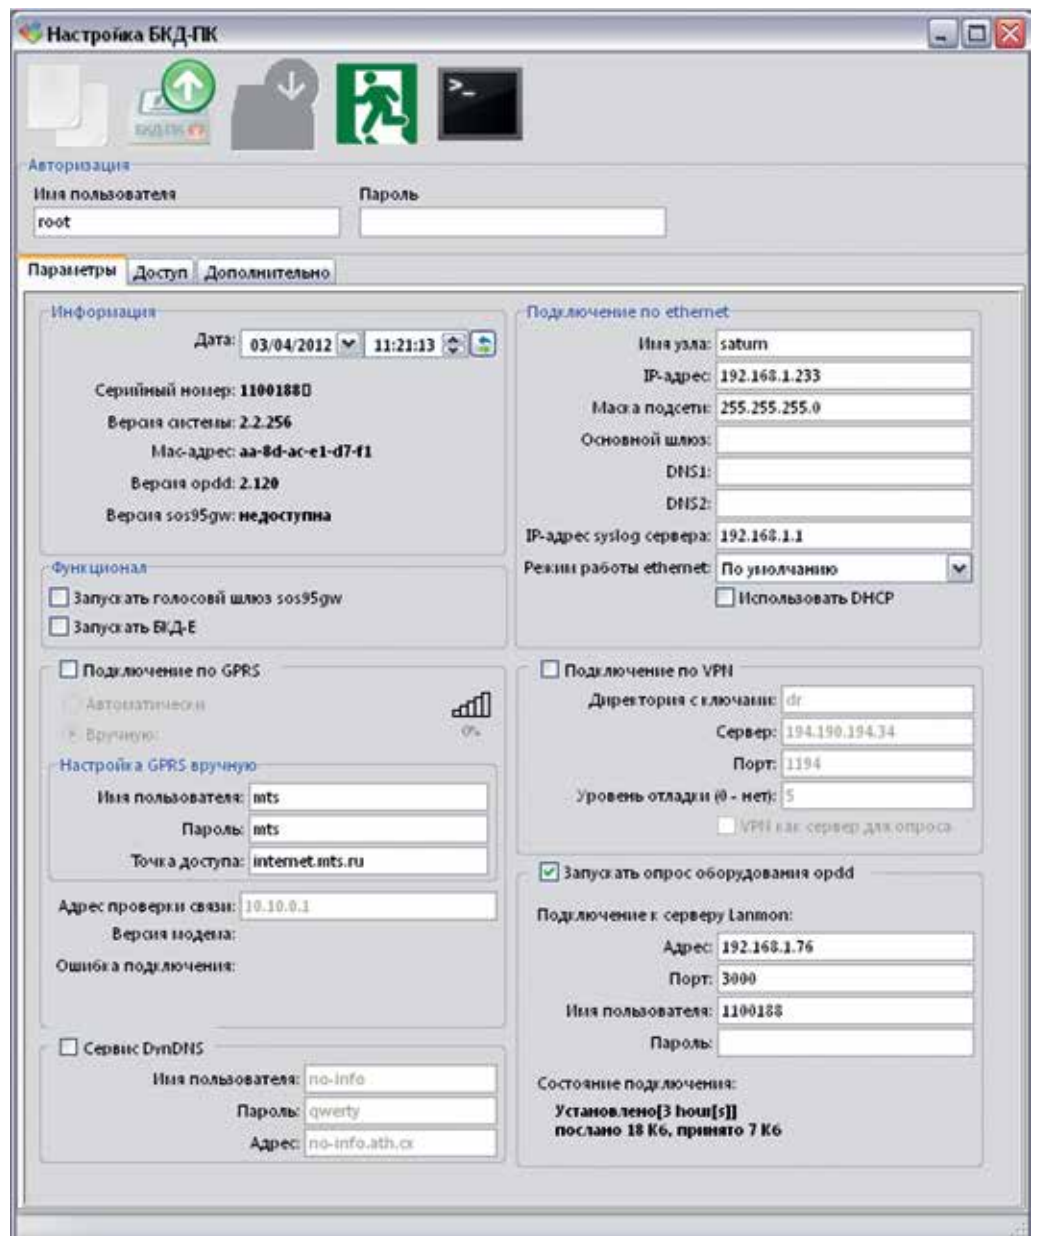 Настройка БКД-ПК
БКД-ПК
Авторизация
Имя пользователя
Пароль
root
Параметры
Доступ
Дополнительно
Информация
Дата: 03/04/2012 11:21:13
Серийный номер: 1100188
Версия системы: 2.2.256
Mac-адрес: aa-8d-ac-e1-d7-f1
Версия opdd: 2.120
Версия sos95gw: недоступна
Функционал
Запускать голосовй шлюз sos95gw
Запускать БКД-Е
Подключение по GPRS
Автоматически
Вручную:
0%
Настройка GPRS вручную
Имя пользователя: mts
Пароль: mts
Точка доступа: internet.mts.ru
Адрес проверки связи: 10.10.0.1
Версия модема:
Ошибка подключения:
Сервис DynDNS
Имя пользователя: no-info
Пароль: qwerty
Адрес: no-info.ath.cx
Подключение по ethernet
Имя узла: saturn
IP-адрес: 192.168.1.233
Маска подсети: 255.255.255.0
Основной шлюз:
DNS1:
DNS2:
IP-адрес syslog сервера: 192.168.1.1
Режим работы ethernet: По умолчанию
Использовать DHCP
Подключение по VPN
Директория с ключами: dr
Сервер: 194.190.194.34
Порт: 1194
Уровень отладки (0 - нет): 5
VPN как сервер для опроса
Запускать опрос оборудования opdd
Подключение к серверу Lanmon:
Адрес: 192.168.1.76
Порт: 3000
Имя пользователя: 1100188
Пароль:
Состояние подключения:
Установлено[3 hour[s]]
послано 18 Кб, принято 7 Кб